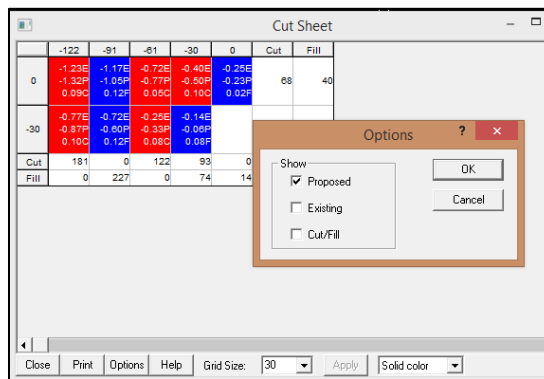 Cut Sheet
-122 -91 -61 -30 0 Cut Fill
0 -1.23E -1.17E -0.72E -0.40E -0.25E 68 40
-1.32P -1.05P -0.77P -0.50P -0.23P
0.09C 0.12F 0.05C 0.10C 0.02F
-30 -0.77E -0.72E -0.25E -0.14E
-0.87P -0.60P -0.33P -0.06P
0.10C 0.12F 0.08C 0.08F
Cut 181 0 122 93 0
Fill 0 227 0 74 14
Options ?
Show
Proposed
Existing
Cut/Fill
OK
Cancel
Close Print Options Help Grid Size: 30 Apply Solid color